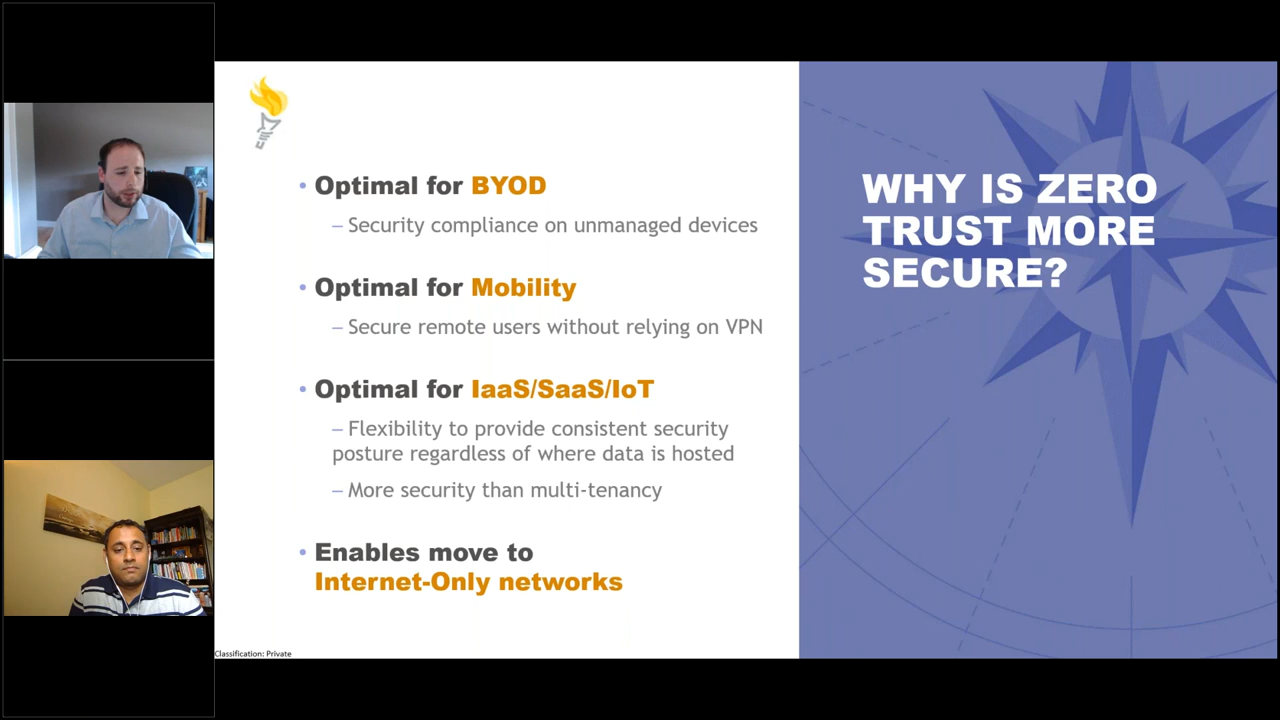 • Optimal for BYOD
– Security compliance on unmanaged devices
• Optimal for Mobility
– Secure remote users without relying on VPN
• Optimal for IaaS/SaaS/IoT
– Flexibility to provide consistent security
posture regardless of where data is hosted
– More security than multi-tenancy
• Enables move to
Internet-Only networks
Classification: Private
WHY IS ZERO
TRUST MORE
SECURE?